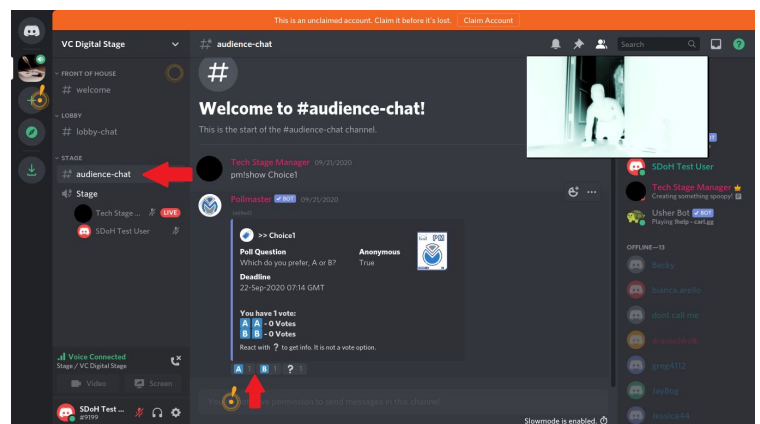 This is an unclaimed account. Claim it before it's lost. Claim Account
VC Digital Stage
FRONT OF HOUSE
# welcome
LOBBY
# lobby-chat
STAGE
# audience-chat
Stage
Tech Stage ... LIVE
SDoH Test User
Voice Connected
Stage / VC Digital Stage
Video Screen
SDoH Test ...
#9199
# audience-chat
Search
Welcome to #audience-chat!
This is the start of the #audience-chat channel.
Tech Stage Manager 09/21/2020
pm!show Choice1
Pollmaster BOT 09/21/2020
(edited)
>> Choice1
Poll Question Anonymous
Which do you prefer, A or B? True
Deadline
22-Sep-2020 07:14 GMT
You have 1 vote:
A A - 0 Votes
B B - 0 Votes
React with ? to get info. It is not a vote option.
A 1 B 1 ? 1
permission to send messages in this channel.
Slowmode is enabled.
SDoH Test User
Tech Stage Manager
Creating something spoopy!
Usher Bot BOT
Playing !help - carl.gg
OFFLINE—13
Becky
bianca.arello
dont call me
greg4112
JayBog
Jessica44